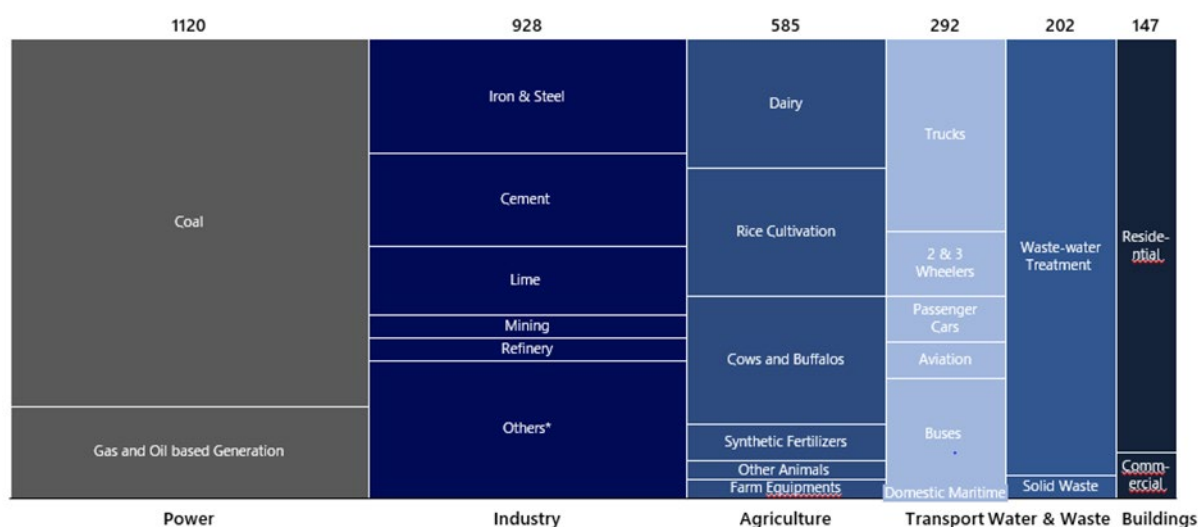 1120 928 585 292 202 147
Iron & Steel
Cement
Lime
Mining
Refinery
Others*
Coal
Gas and Oil based Generation
Dairy
Rice Cultivation
Cows and Buffalos
Synthetic Fertilizers
Other Animals
Farm Equipments
Trucks
2 & 3
Wheelers
Passenger
Cars
Aviation
Buses
Domestic Maritime
Waste-water
Treatment
Solid Waste
Reside-
ntial
Comm-
ercial
Power Industry Agriculture Transport Water & Waste Buildings